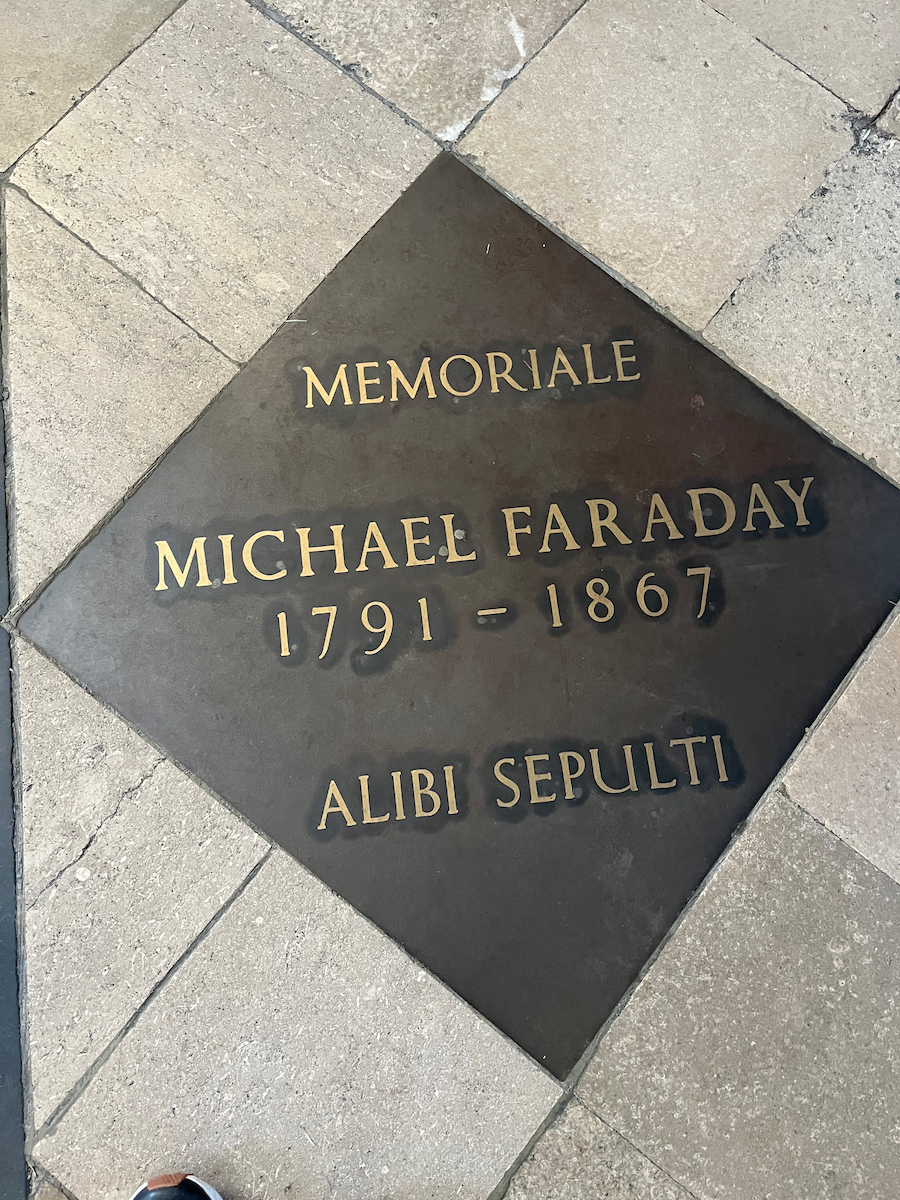 MEMORIALE
MICHAEL FARADAY
1791 – 1867
ALIBI SEPULTI